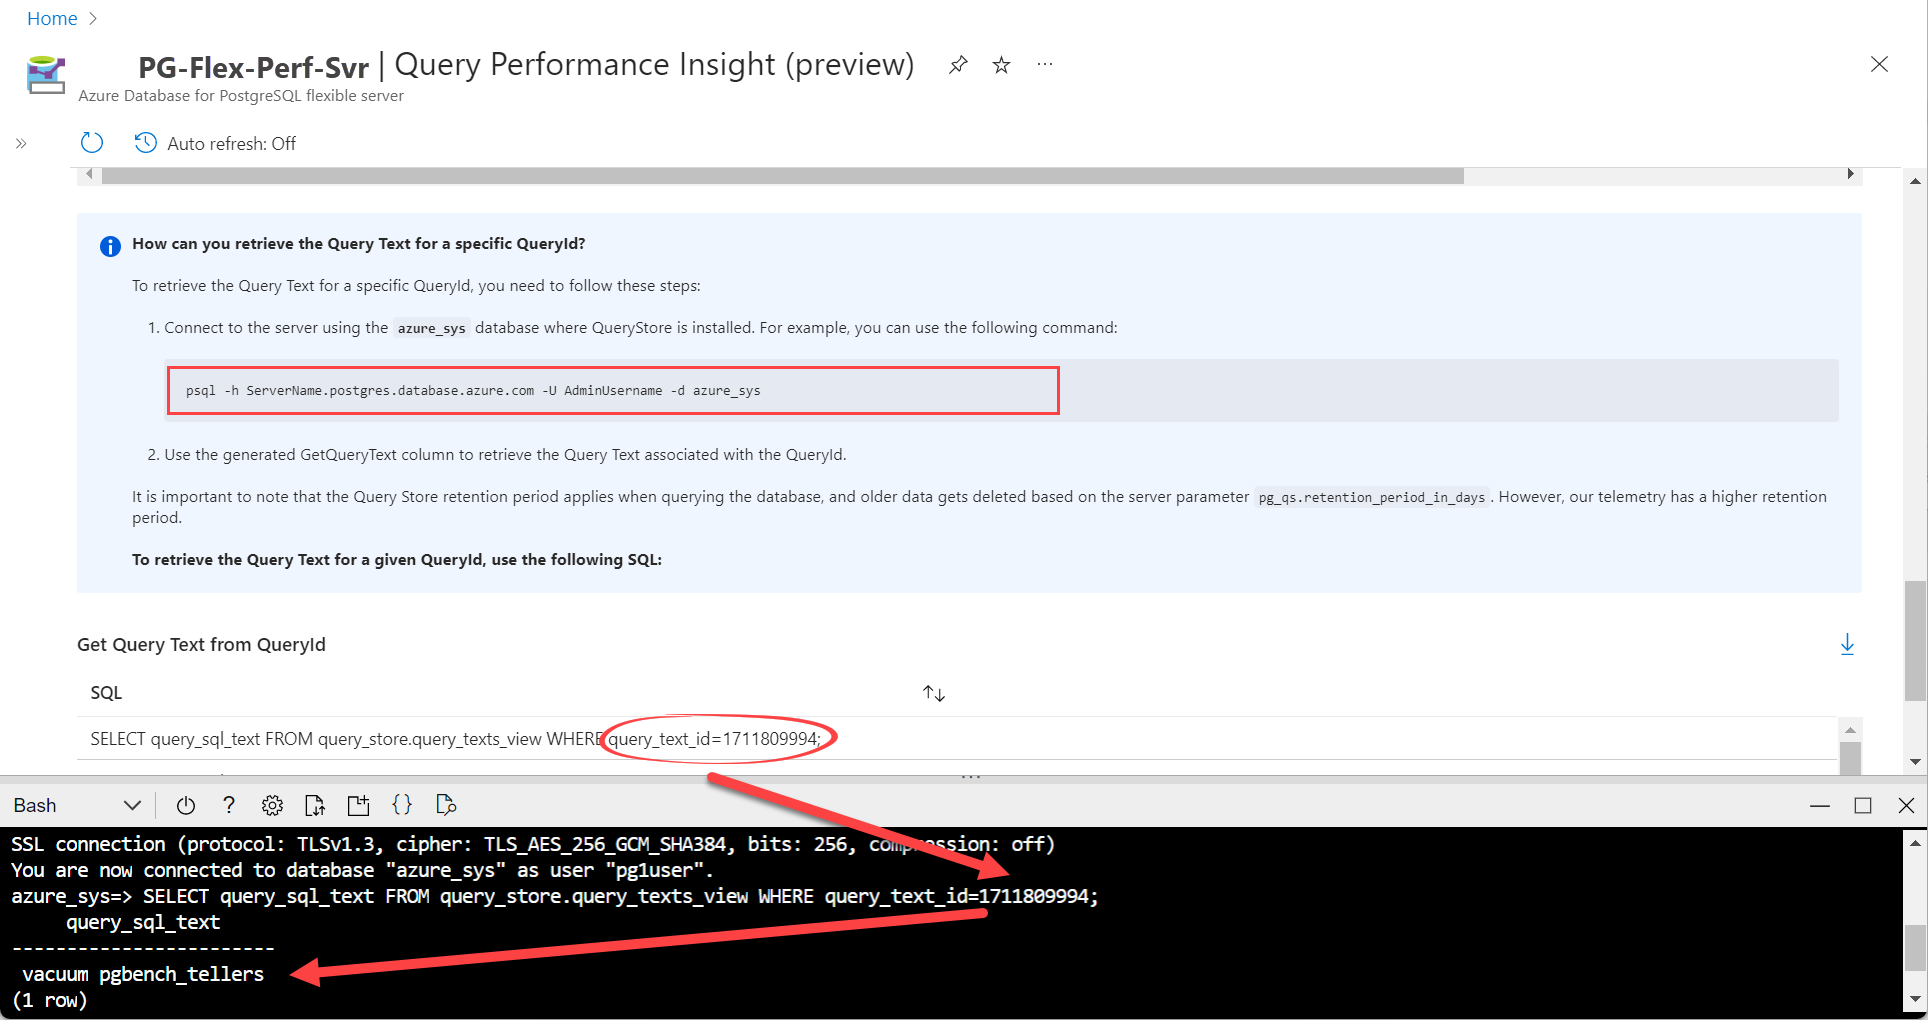 Home
PG-Flex-Perf-Svr | Query Performance Insight (preview)
Azure Database for PostgreSQL flexible server
Auto refresh: Off
How can you retrieve the Query Text for a specific QueryId?
To retrieve the Query Text for a specific QueryId, you need to follow these steps:
1. Connect to the server using the azure_sys database where QueryStore is installed. For example, you can use the following command:
psql -h ServerName.postgres.database.azure.com -U AdminUsername -d azure_sys
2. Use the generated GetQueryText column to retrieve the Query Text associated with the QueryId.
It is important to note that the Query Store retention period applies when querying the database, and older data gets deleted based on the server parameter pg_qs.retention_period_in_days. However, our telemetry has a higher retention
period.
To retrieve the Query Text for a given QueryId, use the following SQL:
Get Query Text from QueryId
SQL
SELECT query_sql_text FROM query_store.query_texts_view WHERE query_text_id=1711809994;
Bash
SSL connection (protocol: TLSv1.3, cipher: TLS_AES_256_GCM_SHA384, bits: 256, compression: off)
You are now connected to database "azure_sys" as user "pg1user".
azure_sys=> SELECT query_sql_text FROM query_store.query_texts_view WHERE query_text_id=1711809994;
query_sql_text
------------------------
vacuum pgbench_tellers
(1 row)